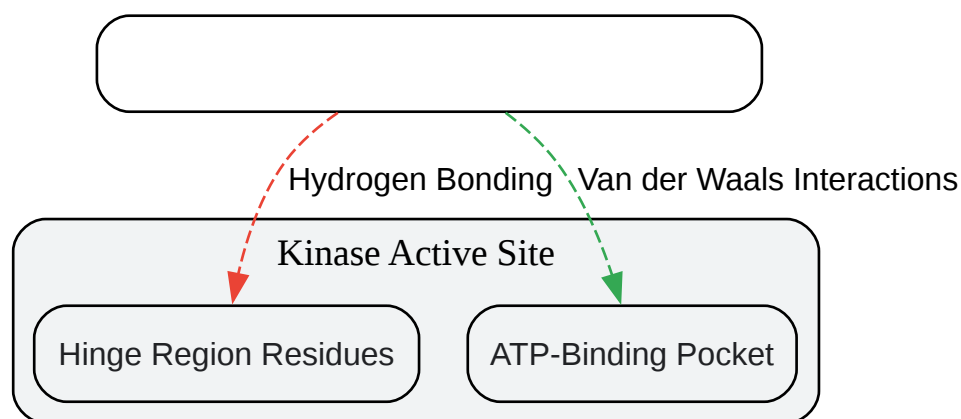 Hydrogen Bonding
Van der Waals Interactions
Kinase Active Site
Hinge Region Residues
ATP-Binding Pocket